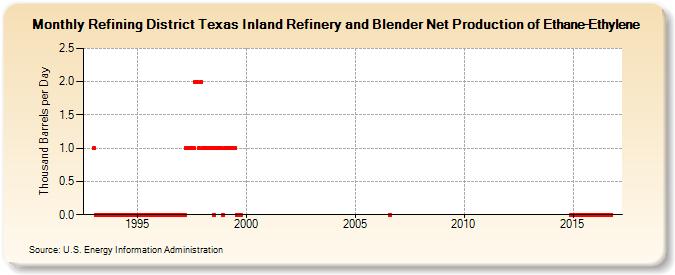 Monthly Refining District Texas Inland Refinery and Blender Net Production of Ethane-Ethylene
Thousand Barrels per Day
2.5
2.0
1.5
1.0
0.5
0.0
1995 2000 2005 2010 2015
Source: U.S. Energy Information Administration